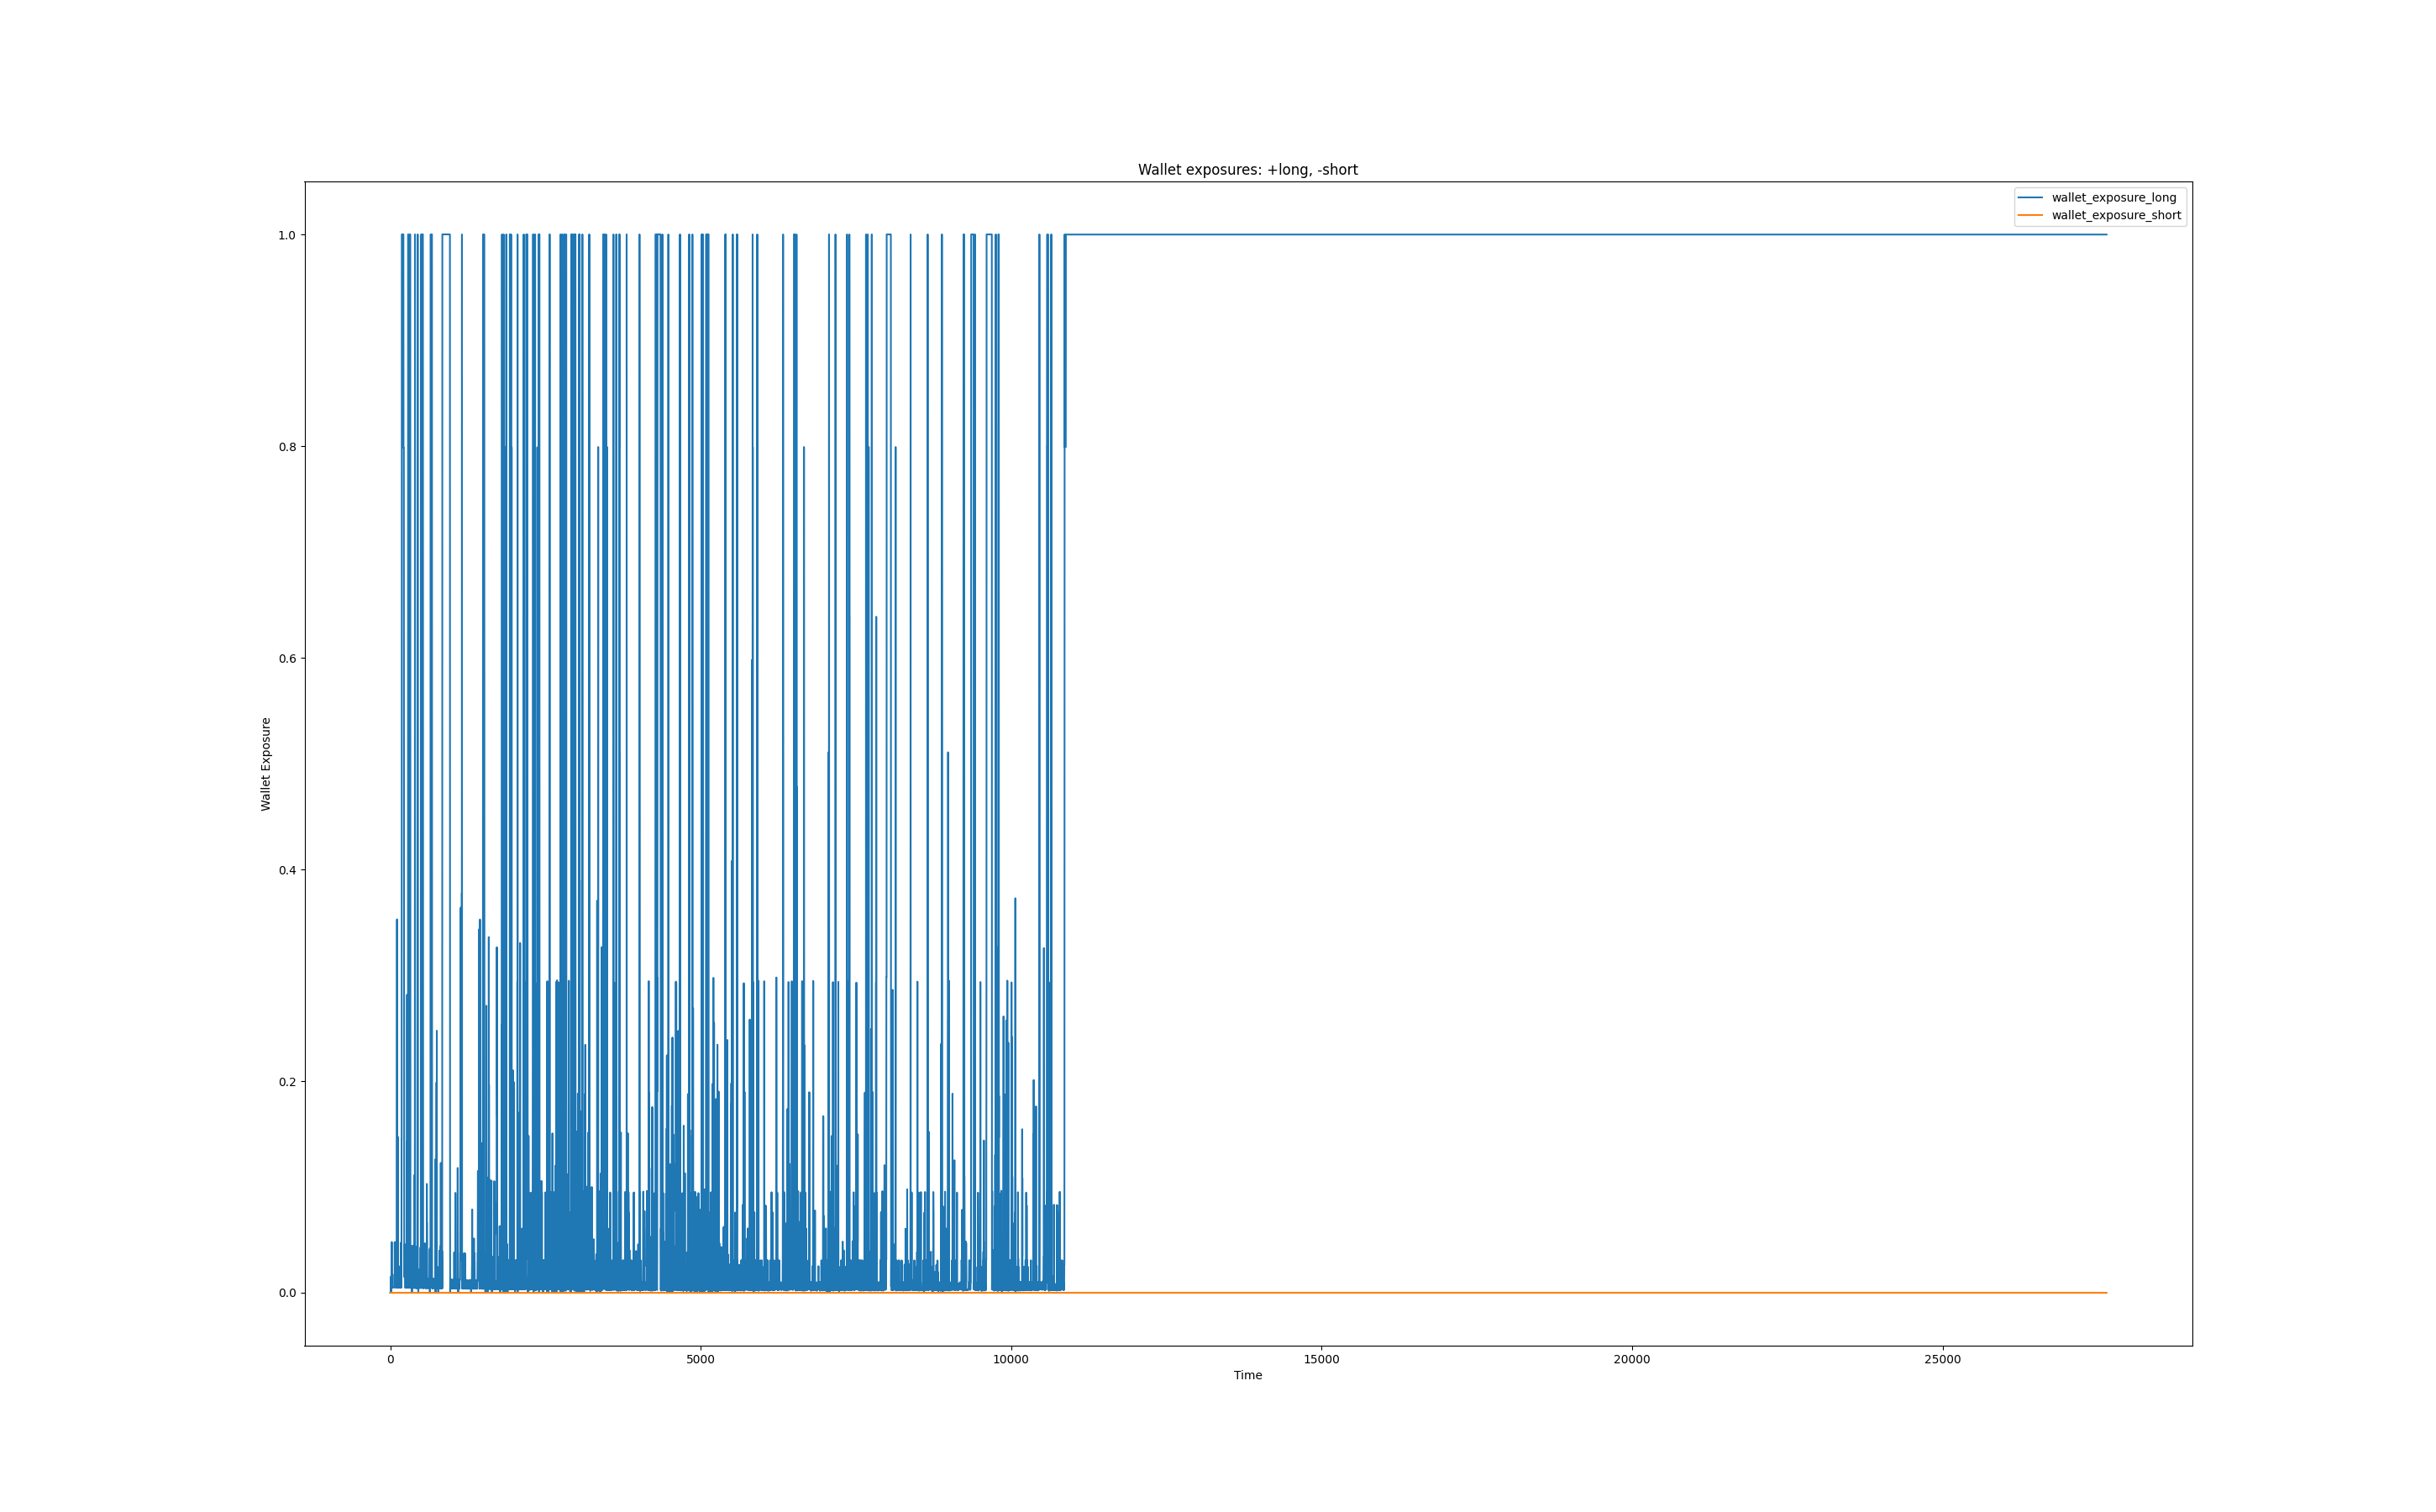 Wallet exposures: +long, -short
wallet_exposure_long
wallet_exposure_short
1.0
0.8
0.6
0.4
0.2
0.0
Wallet Exposure
0 5000 10000 15000 20000 25000
Time